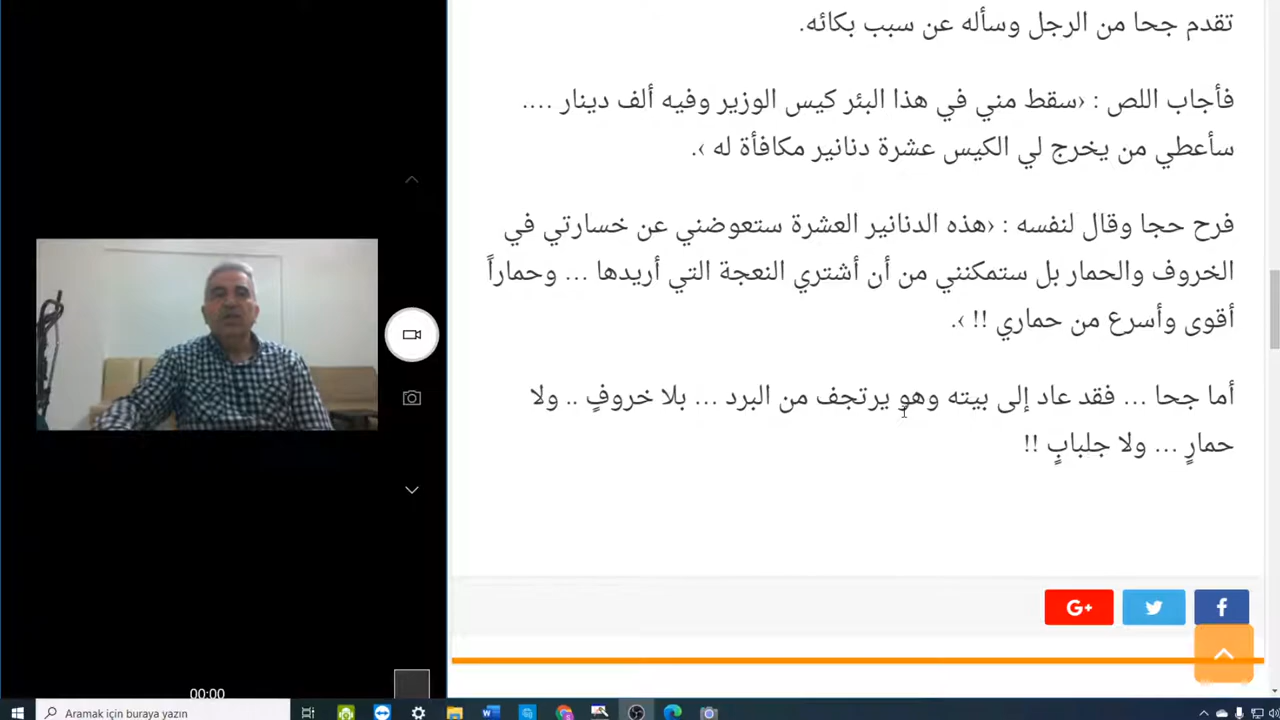 تقدم جحا من الرجل وسأله عن سبب بكائه.
فأجاب اللص : ‹سقط مني في هذا البئر كيس الوزير وفيه ألف دينار ....
سأعطي من يخرج لي الكيس عشرة دنانير مكافأة له ›.
فرح حجا وقال لنفسه : ‹هذه الدنانير العشرة ستعوضني عن خسارتي في
الخروف والحمار بل ستمكنني من أن أشتري النعجة التي أريدها ... وحماراً
أقوى وأسرع من حماري !! ›.
أما جحا ... فقد عاد إلى بيته وهو يرتجف من البرد ... بلا خروفٍ .. ولا
حمارٍ ... ولا جلبابٍ !!
G+
f
00:00
Aramak için buraya yazın